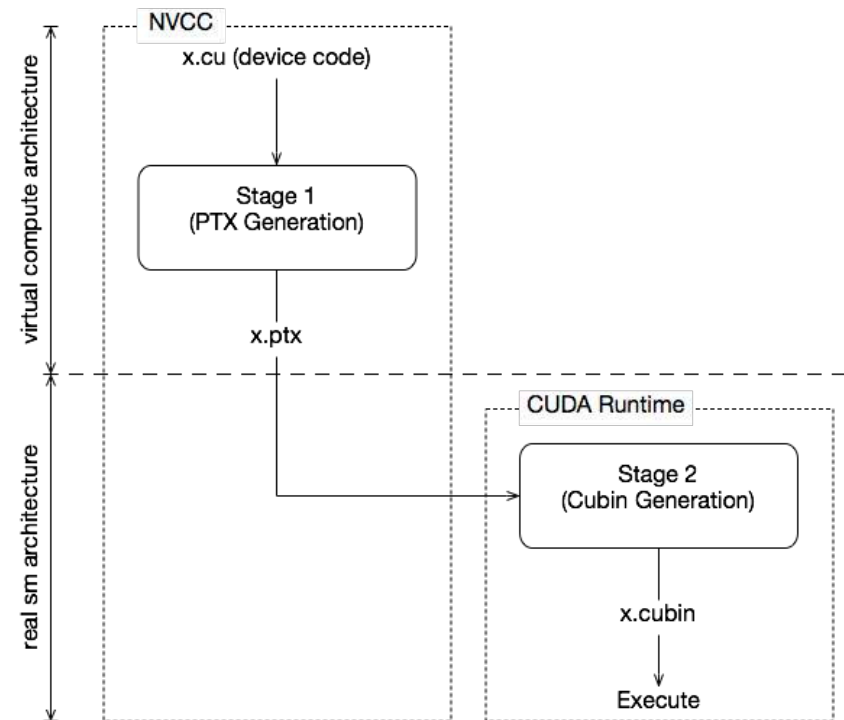 NVCC
x.cu (device code)
virtual compute architecture
Stage 1
(PTX Generation)
x.ptx
CUDA Runtime
real sm architecture
Stage 2
(Cubin Generation)
x.cubin
Execute